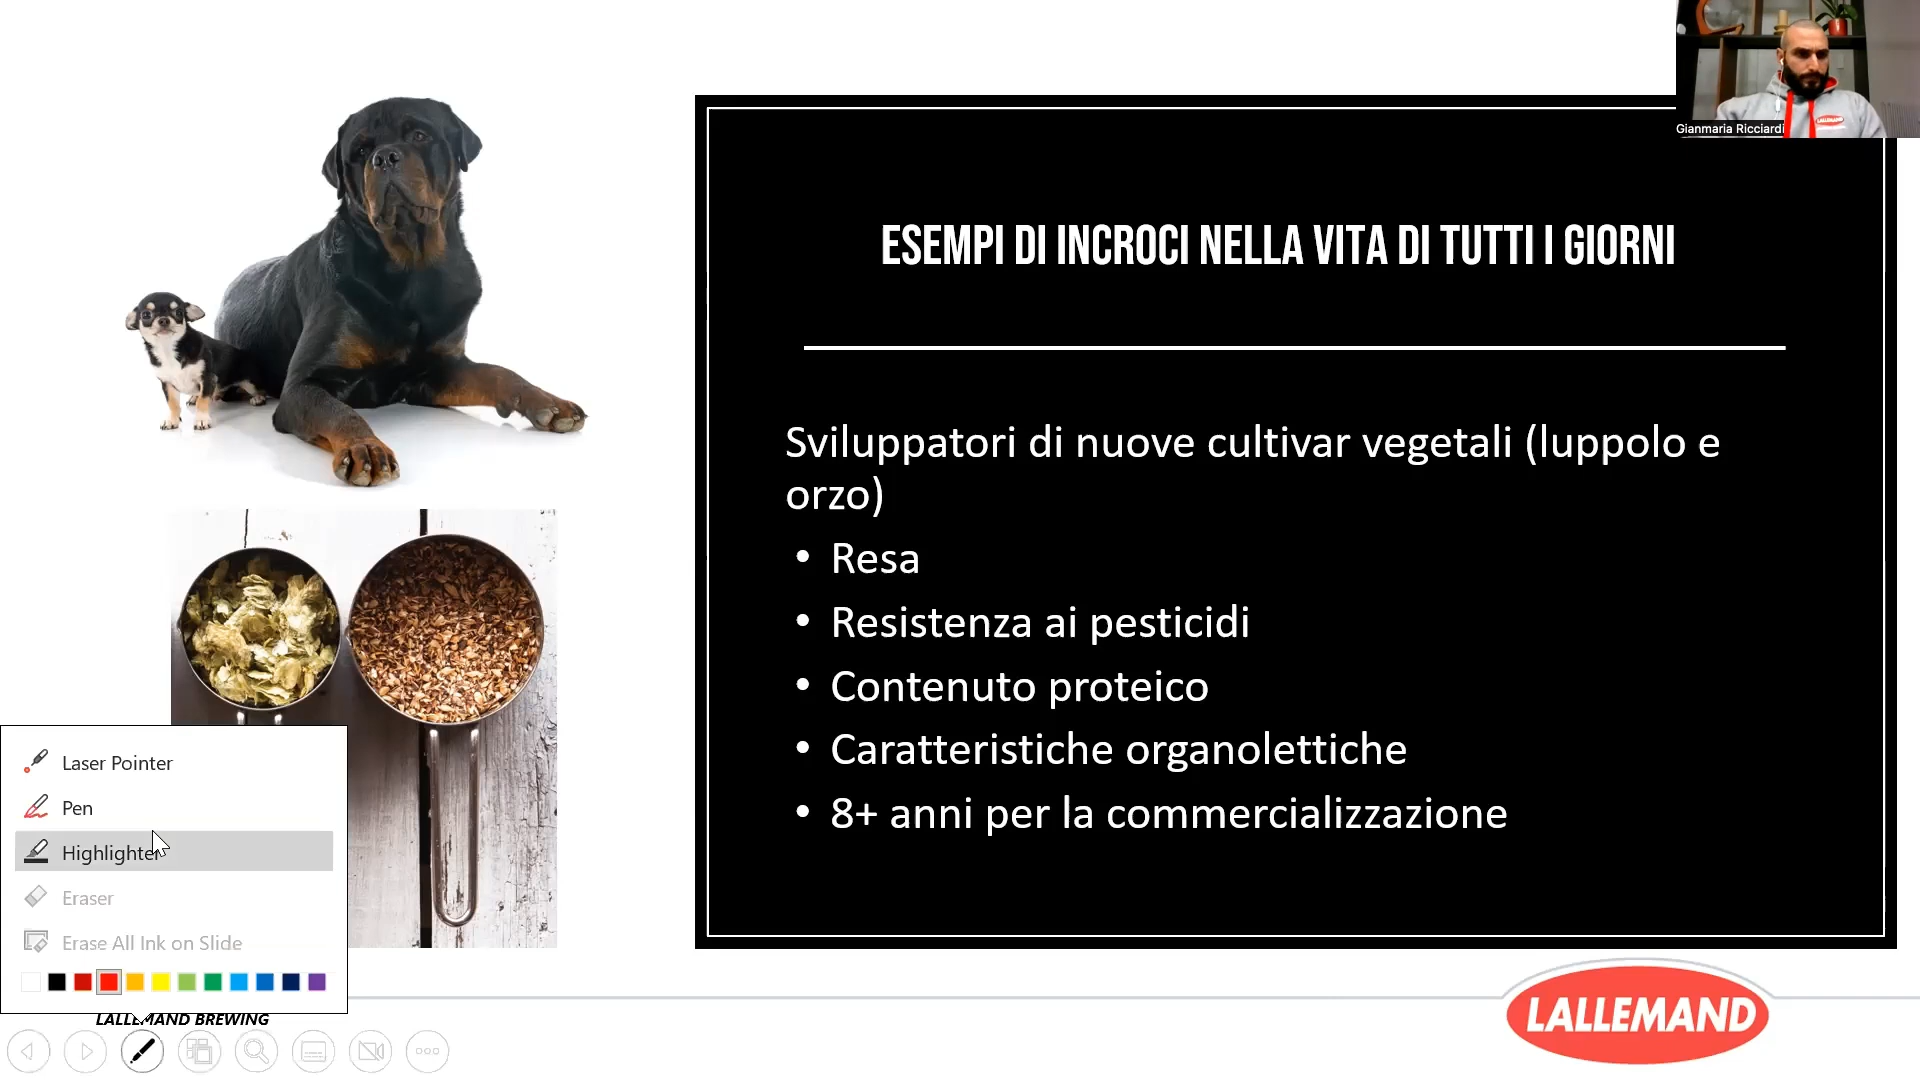 Gianmaria Ricciardi
ESEMPI DI INCROCI NELLA VITA DI TUTTI I GIORNI
Sviluppatori di nuove cultivar vegetali (luppolo e
orzo)
• Resa
• Resistenza ai pesticidi
• Contenuto proteico
• Caratteristiche organolettiche
• 8+ anni per la commercializzazione
Laser Pointer
Pen
Highlighter
Eraser
Erase All Ink on Slide
LALLEMAND BREWING
LALLEMAND